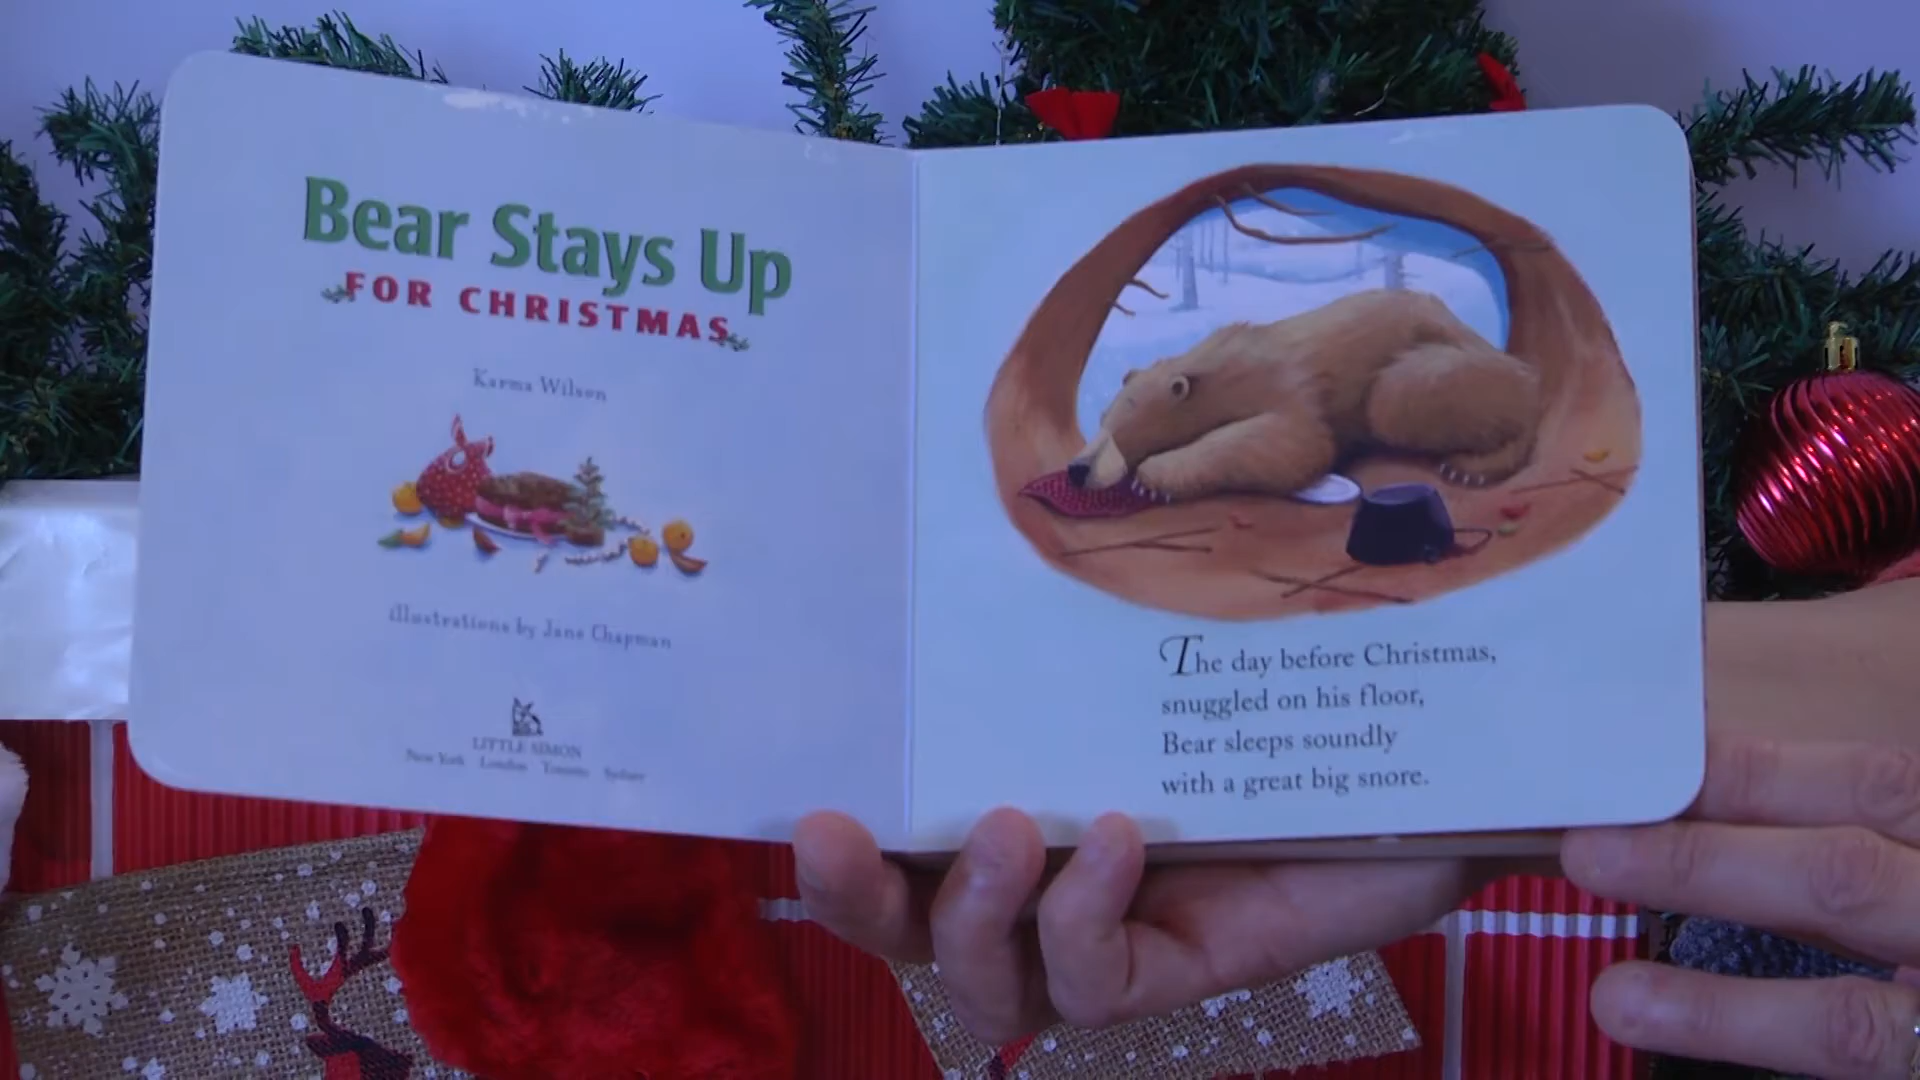 Bear Stays Up
FOR CHRISTMAS
Karma Wilson
illustrations by Jane Chapman
LITTLE SIMON
New York London Toronto Sydney
The day before Christmas,
snuggled on his floor,
Bear sleeps soundly
with a great big snore.